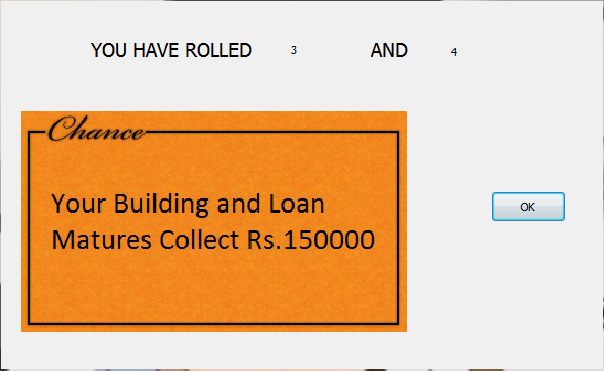 YOU HAVE ROLLED 3 AND 4
Chance
Your Building and Loan
Matures Collect Rs.150000
OK